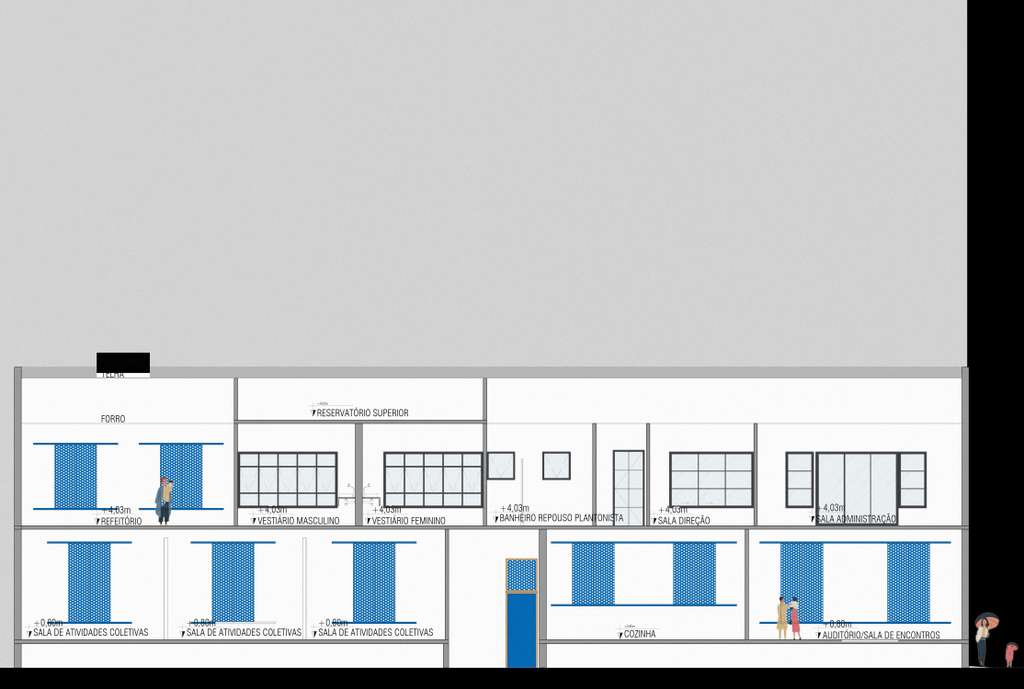 TELHA
RESERVATÓRIO SUPERIOR
FORRO
+4,03m
REFEITÓRIO
+4,03m
VESTIÁRIO MASCULINO
+4,03m
VESTIÁRIO FEMININO
+4,03m
BANHEIRO REPOUSO PLANTONISTA
+4,03m
SALA DIREÇÃO
+4,03m
SALA ADMINISTRAÇÃO
+0,80m
SALA DE ATIVIDADES COLETIVAS
+0,80m
SALA DE ATIVIDADES COLETIVAS
+0,80m
SALA DE ATIVIDADES COLETIVAS
COZINHA
+0,80m
AUDITÓRIO/SALA DE ENCONTROS